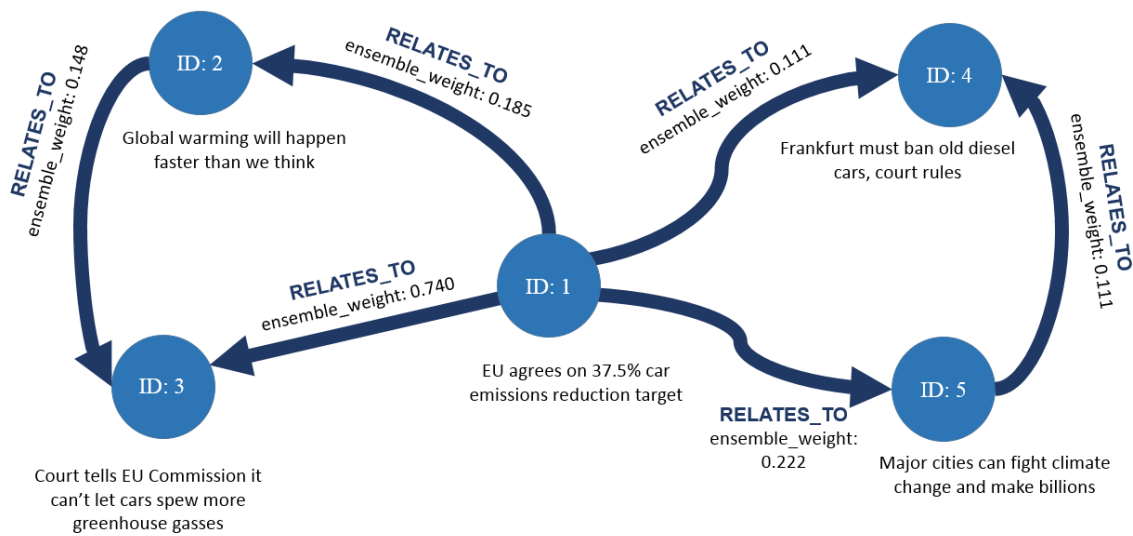 ID: 2
Global warming will happen
faster than we think
RELATES_TO
ensemble_weight: 0.148
RELATES_TO
ensemble_weight: 0.185
RELATES_TO
ensemble_weight: 0.111
ID: 4
Frankfurt must ban old diesel
cars, court rules
RELATES_TO
ensemble_weight: 0.111
RELATES_TO
ensemble_weight: 0.740
ID: 1
EU agrees on 37.5% car
emissions reduction target
ID: 3
Court tells EU Commission it
can’t let cars spew more
greenhouse gasses
RELATES_TO
ensemble_weight:
0.222
ID: 5
Major cities can fight climate
change and make billions